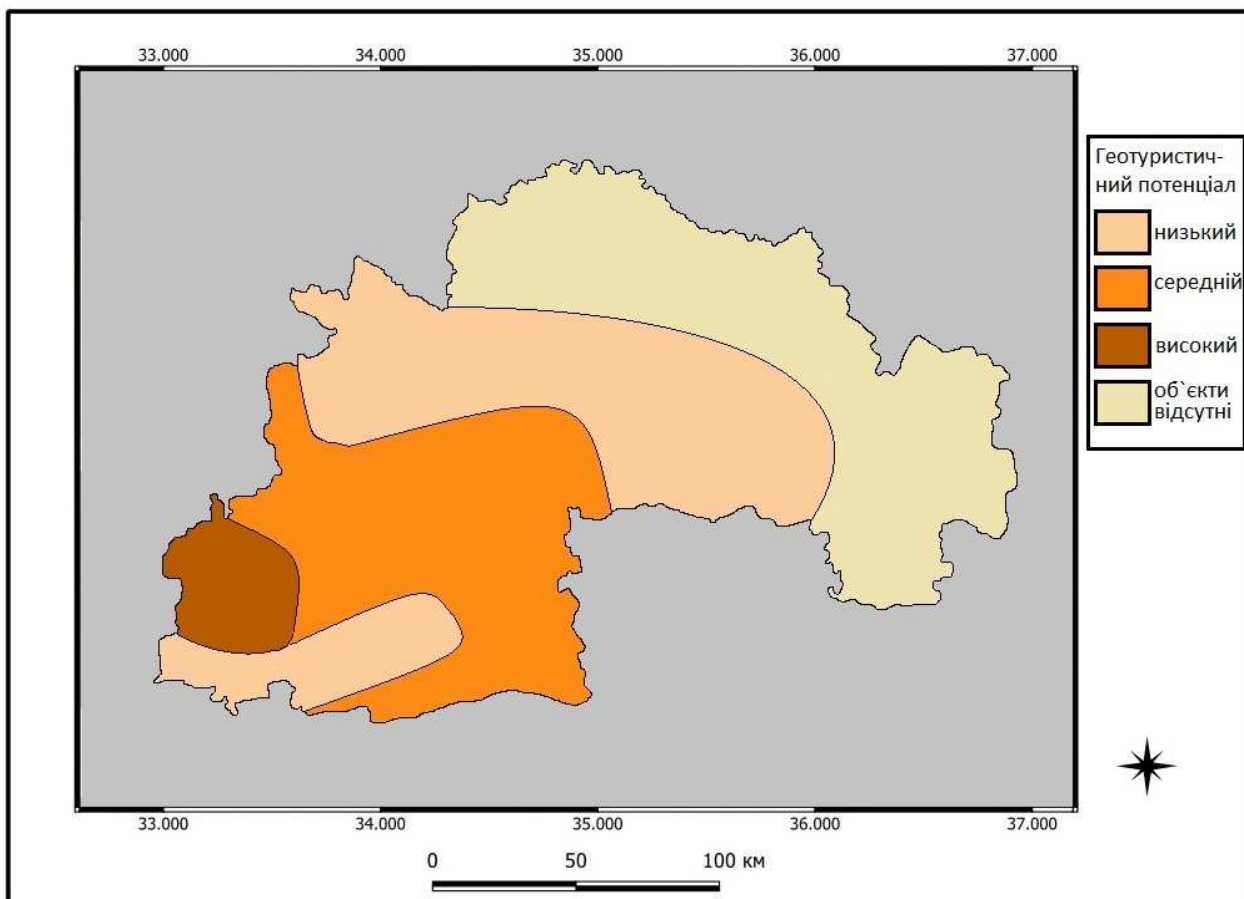 33.000 34.000 35.000 36.000 37.000
Геотуристич-
ний потенціал
низький
середній
високий
об`єкти
відсутні
33.000 34.000 35.000 36.000 37.000
0 50 100 км